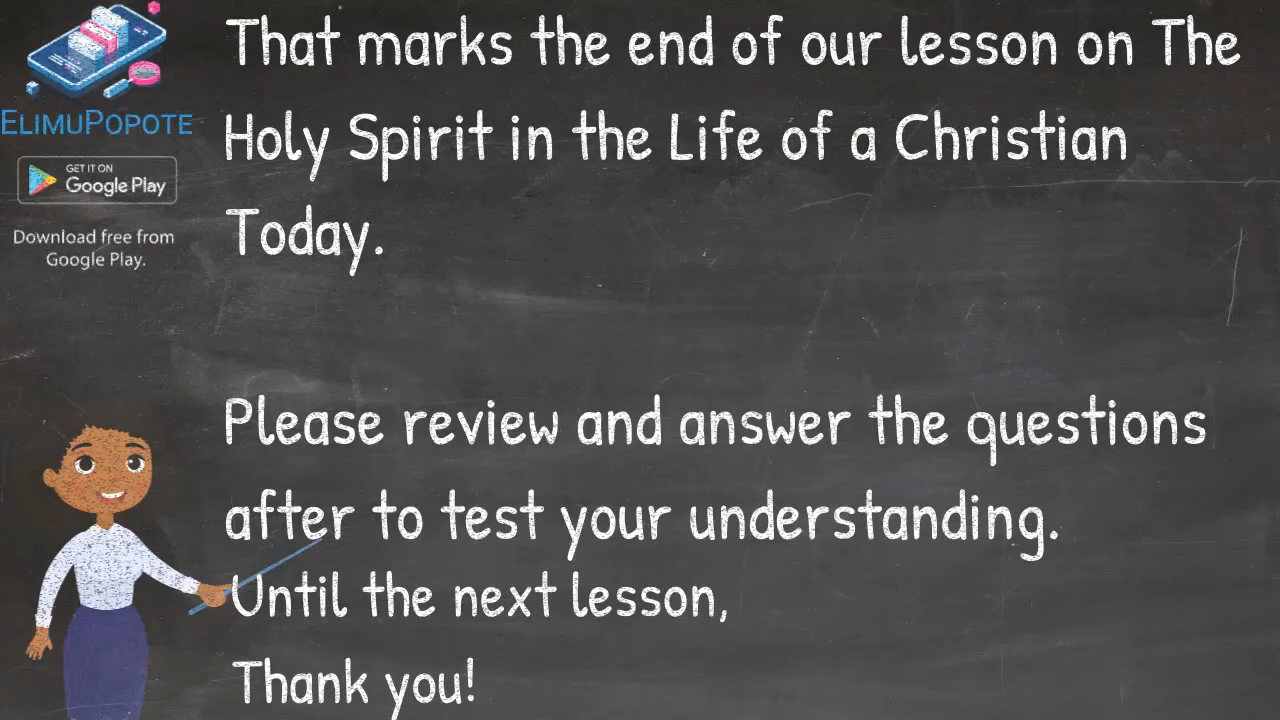 That marks the end of our lesson on The
Holy Spirit in the Life of a Christian
Today.
Please review and answer the questions
after to test your understanding.
Until the next lesson,
Thank you!
ELIMUPOPOTE
GET IT ON
Google Play
Download free from
Google Play.